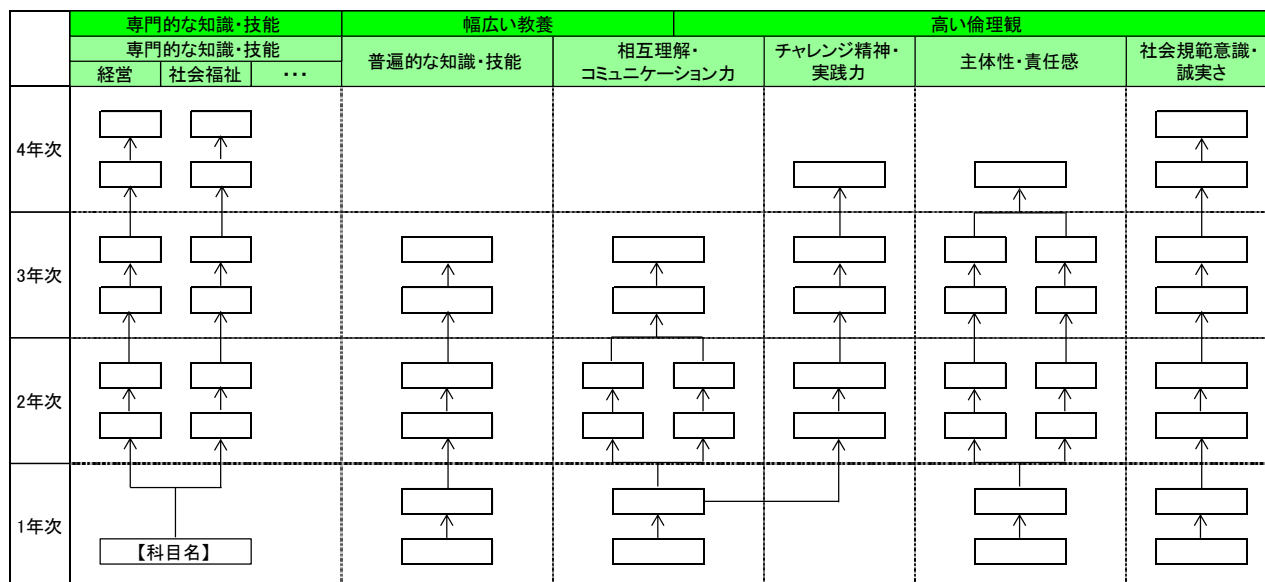 専門的な知識・技能
幅広い教養
高い倫理観
専門的な知識・技能
経営
社会福祉
・・・
普遍的な知識・技能
相互理解・
コミュニケーション力
チャレンジ精神・
実践力
主体性・責任感
社会規範意識・
誠実さ
4年次
3年次
2年次
1年次
【科目名】